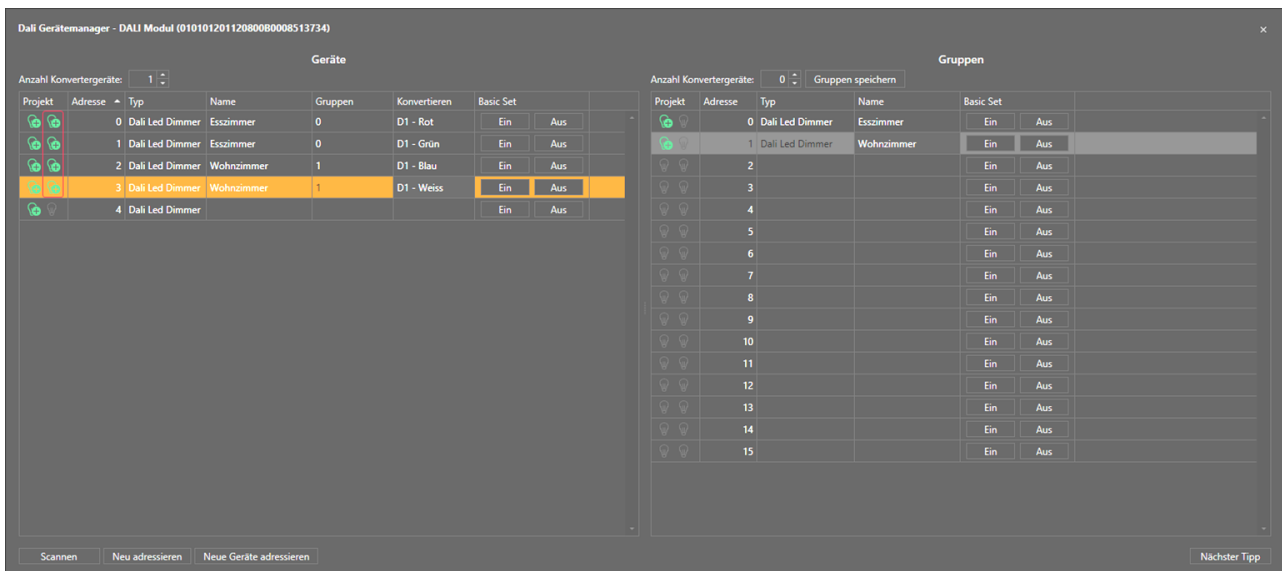 Dali Gerätemanager - DALI Modul (010101201120800B0008513734)
Geräte
Anzahl Konvertergeräte: 1
Projekt Adresse Typ Name Gruppen Konvertieren Basic Set
0 Dali Led Dimmer Esszimmer 0 D1 - Rot Ein Aus
1 Dali Led Dimmer Esszimmer 0 D1 - Grün Ein Aus
2 Dali Led Dimmer Wohnzimmer 1 D1 - Blau Ein Aus
3 Dali Led Dimmer Wohnzimmer 1 D1 - Weiss Ein Aus
4 Dali Led Dimmer Ein Aus
Scannen Neu adressieren Neue Geräte adressieren
Gruppen
Anzahl Konvertergeräte: 0 Gruppen speichern
Projekt Adresse Typ Name Basic Set
0 Dali Led Dimmer Esszimmer Ein Aus
1 Dali Led Dimmer Wohnzimmer Ein Aus
2 Ein Aus
3 Ein Aus
4 Ein Aus
5 Ein Aus
6 Ein Aus
7 Ein Aus
8 Ein Aus
9 Ein Aus
10 Ein Aus
11 Ein Aus
12 Ein Aus
13 Ein Aus
14 Ein Aus
15 Ein Aus
Nächster Tipp